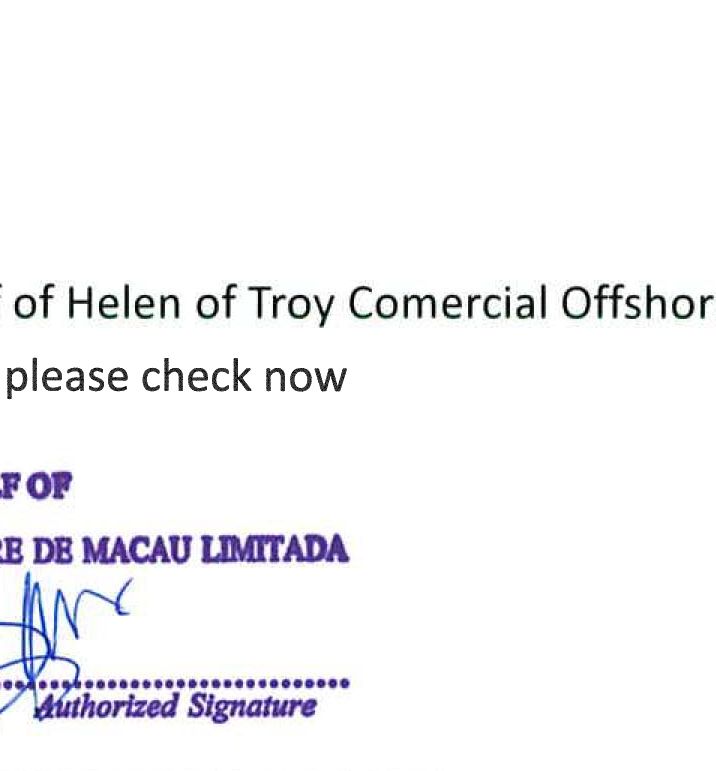 of Helen of Troy Comercial Offshor
please check now
F OF
RE DE MACAU LIMITADA
Authorized Signature